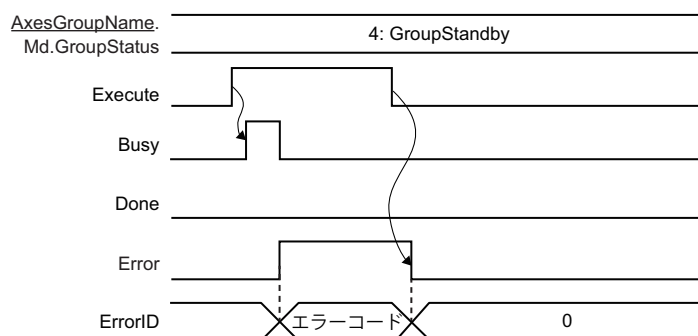 AxesGroupName.
Md.GroupStatus
4: GroupStandby
Execute
Busy
Done
Error
ErrorID
エラーコード
0